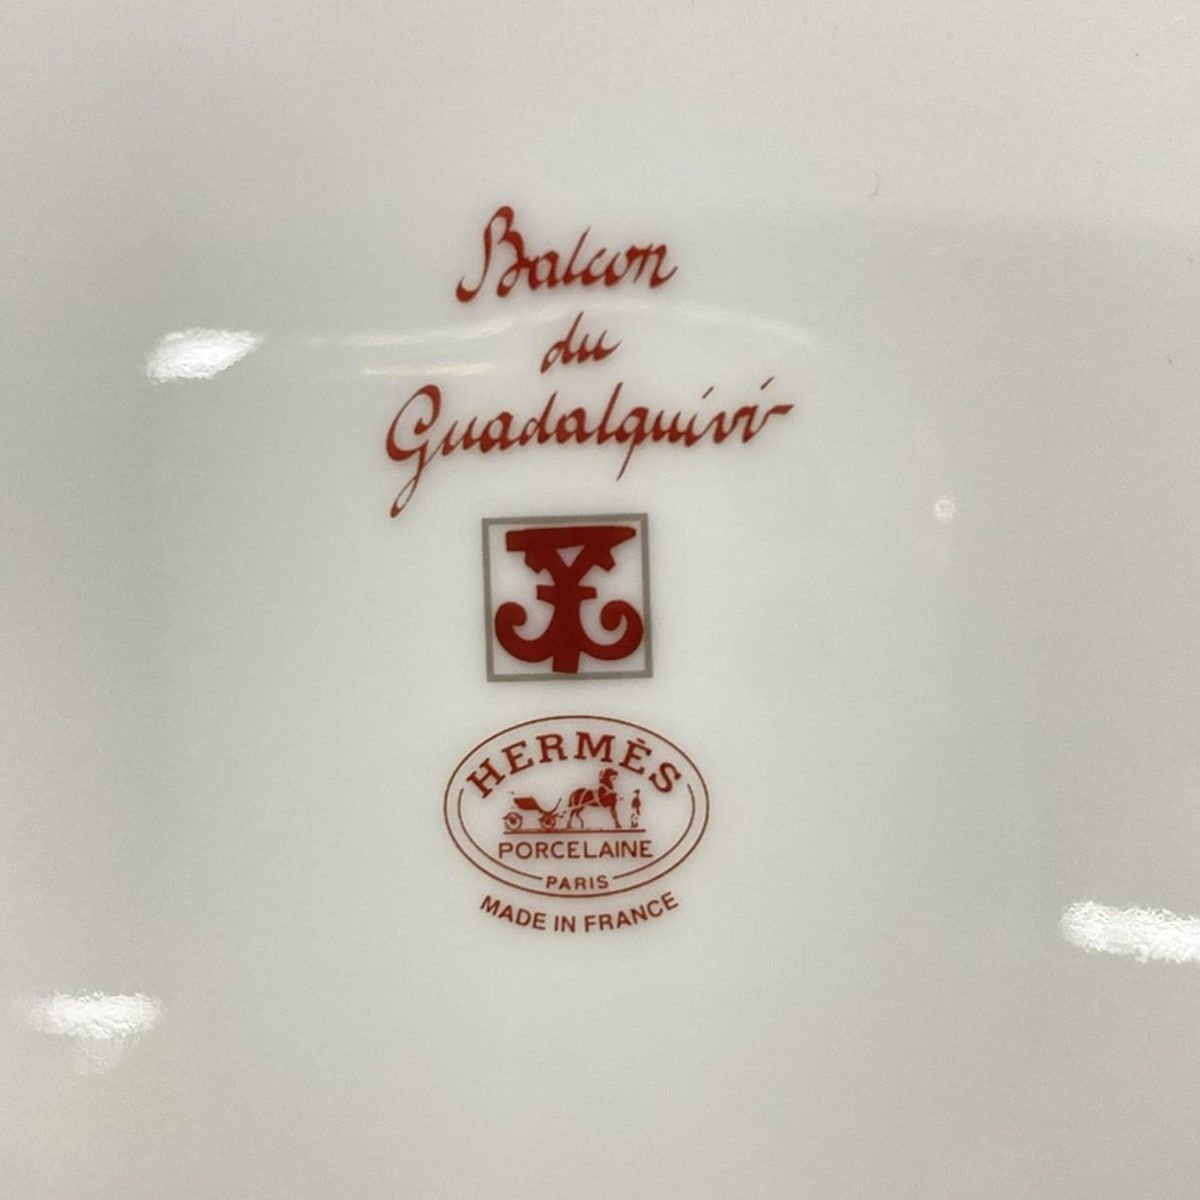 Balcon
du
Guadalquivir
HERMÈS
PORCELAINE
PARIS
MADE IN FRANCE